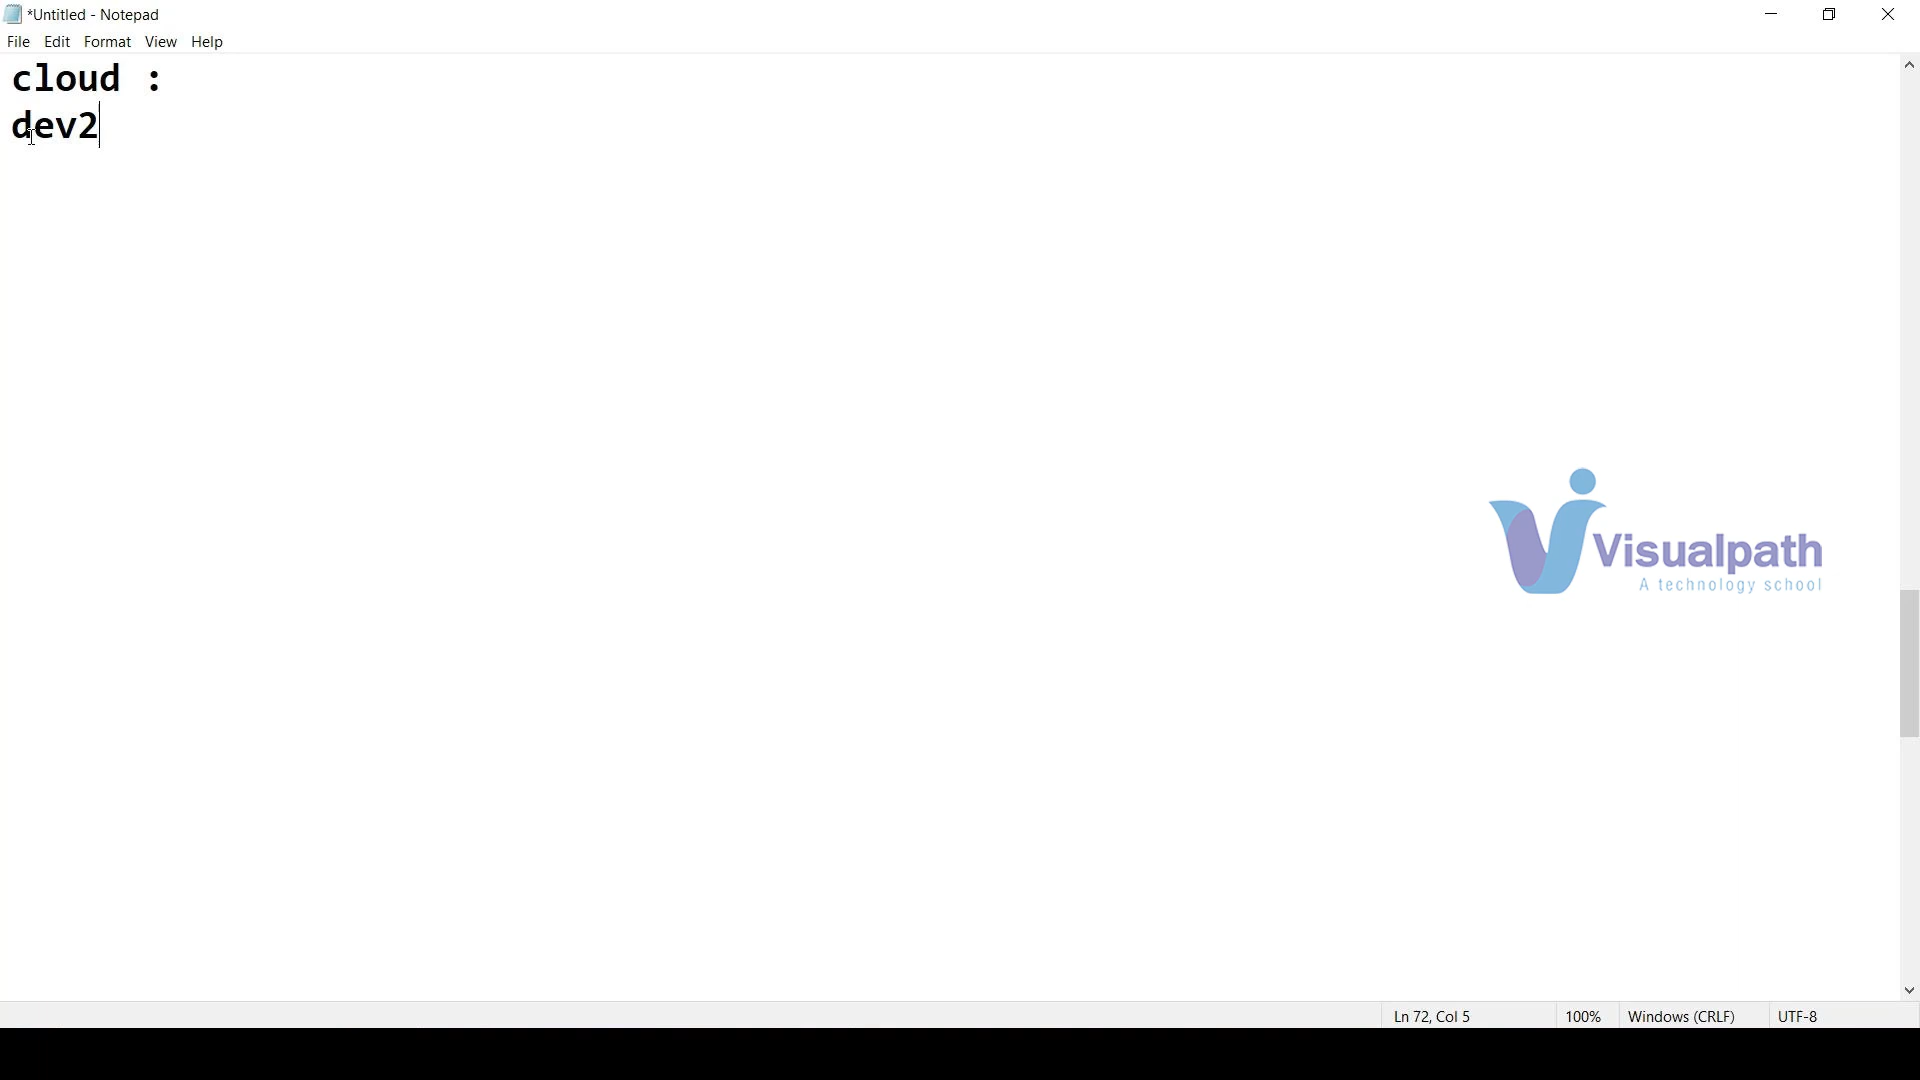 *Untitled - Notepad
File Edit Format View Help
cloud :
dev2
Visualpath
A technology school
Ln 72, Col 5 100% Windows (CRLF) UTF-8